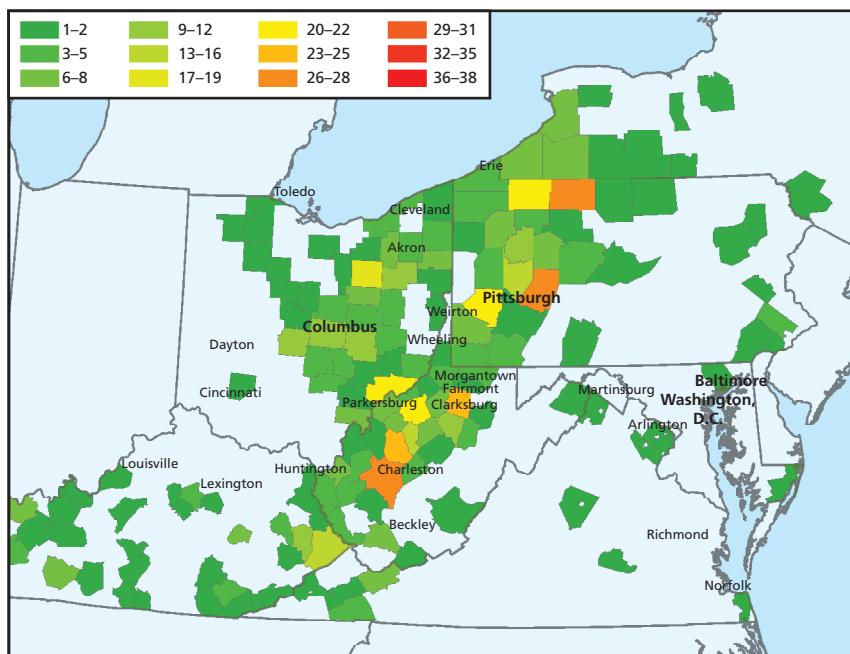 1–2 9–12 20–22 29–31
3–5 13–16 23–25 32–35
6–8 17–19 26–28 36–38
Erie
Toledo
Cleveland
Akron
Pittsburgh
Weirton
Columbus
Wheeling
Dayton
Morgantown
Baltimore
Fairmont
Martinsburg
Cincinnati
Washington,
Parkersburg
Clarksburg
D.C.
Arlington
Louisville
Huntington
Charleston
Lexington
Beckley
Richmond
Norfolk